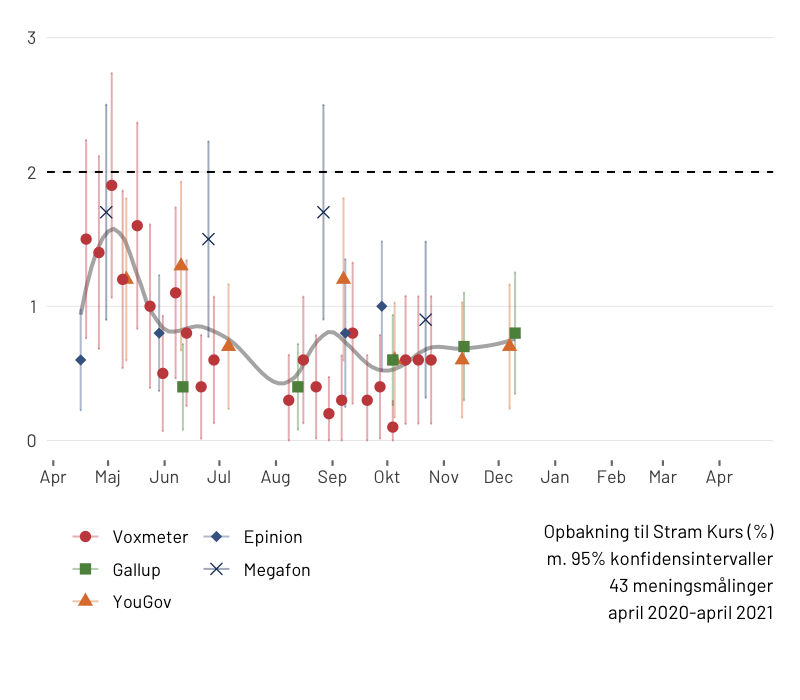 3
2
1
0
Apr Maj Jun Jul Aug Sep Okt Nov Dec Jan Feb Mar Apr
Voxmeter Epinion
Gallup Megafon
YouGov
Opbakning til Stram Kurs (%)
m. 95% konfidensintervaller
43 meningsmålinger
april 2020-april 2021